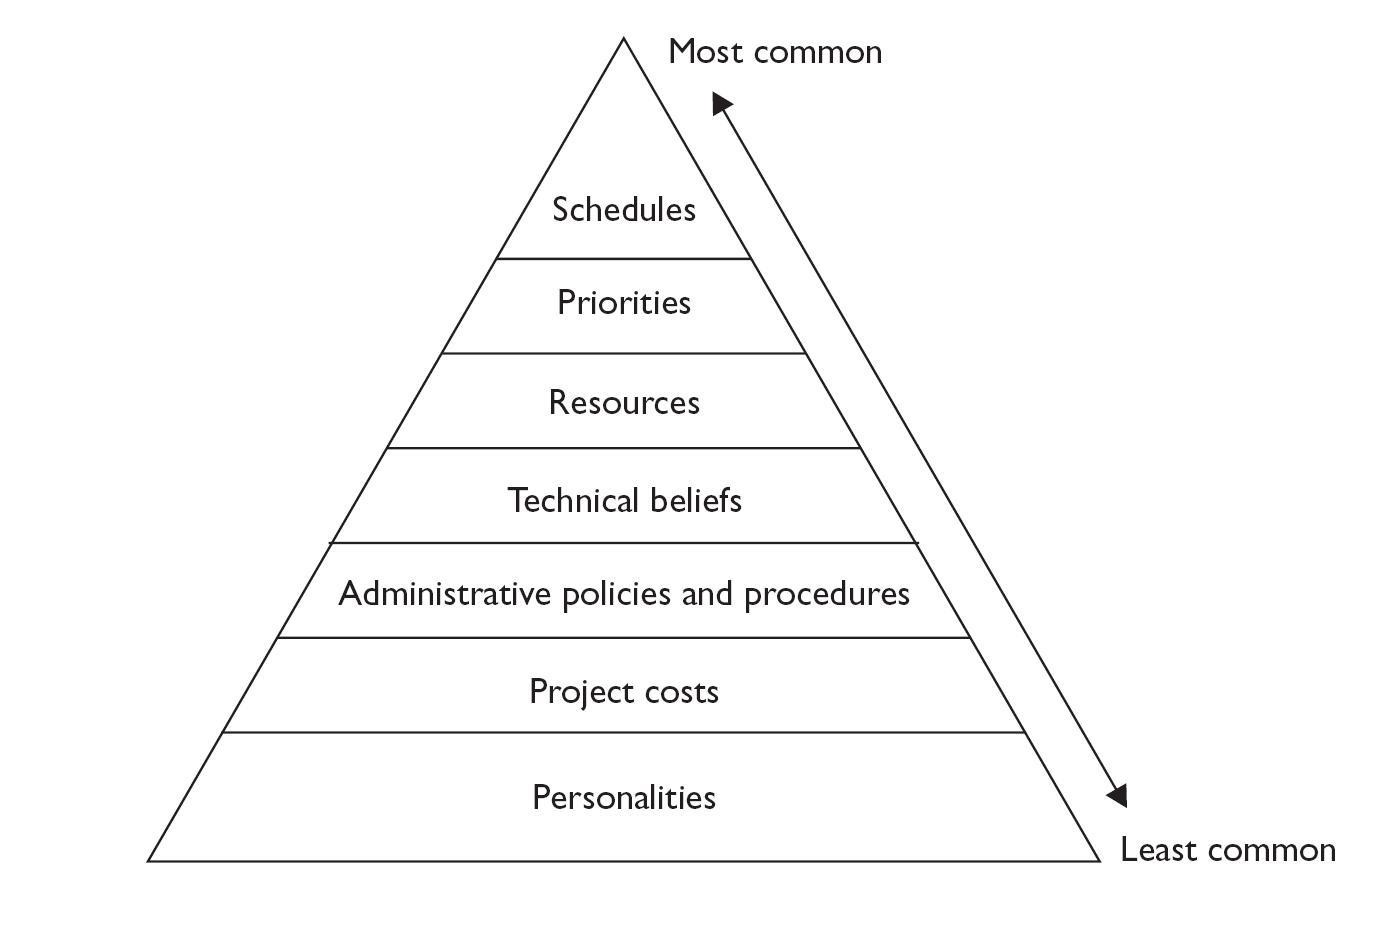 Most common
Schedules
Priorities
Resources
Technical beliefs
Administrative policies and procedures
Project costs
Personalities
Least common